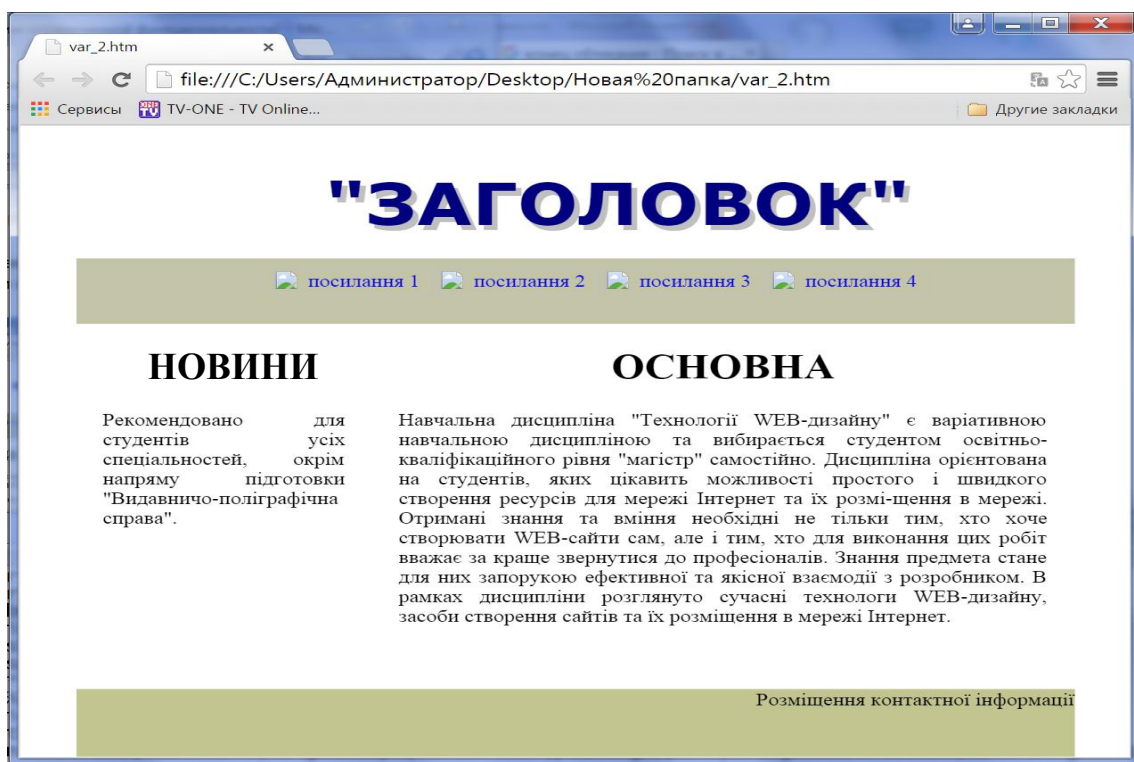 var_2.htm
file:///C:/Users/Администратор/Desktop/Новая%20папка/var_2.htm
Сервисы TV-ONE - TV Online... Другие закладки
"ЗАГОЛОВОК"
посилання 1 посилання 2 посилання 3 посилання 4
НОВИНИ
Рекомендовано для
студентів усіх
спеціальностей, окрім
напряму підготовки
"Видавничо-поліграфічна
справа".
ОСНОВНА
Навчальна дисципліна "Технології WEB-дизайну" є варіативною
навчальною дисципліною та вибирається студентом освітньо-
кваліфікаційного рівня "магістр" самостійно. Дисципліна орієнтована
на студентів, яких цікавить можливості простого і швидкого
створення ресурсів для мережі Інтернет та їх розмі-щення в мережі.
Отримані знання та вміння необхідні не тільки тим, хто хоче
створювати WEB-сайти сам, але і тим, хто для виконання цих робіт
вважає за краще звернутися до професіоналів. Знання предмета стане
для них запорукою ефективної та якісної взаємодії з розробником. В
рамках дисципліни розглянуто сучасні технологи WEB-дизайну,
засоби створення сайтів та їх розміщення в мережі Інтернет.
Розміщення контактної інформації